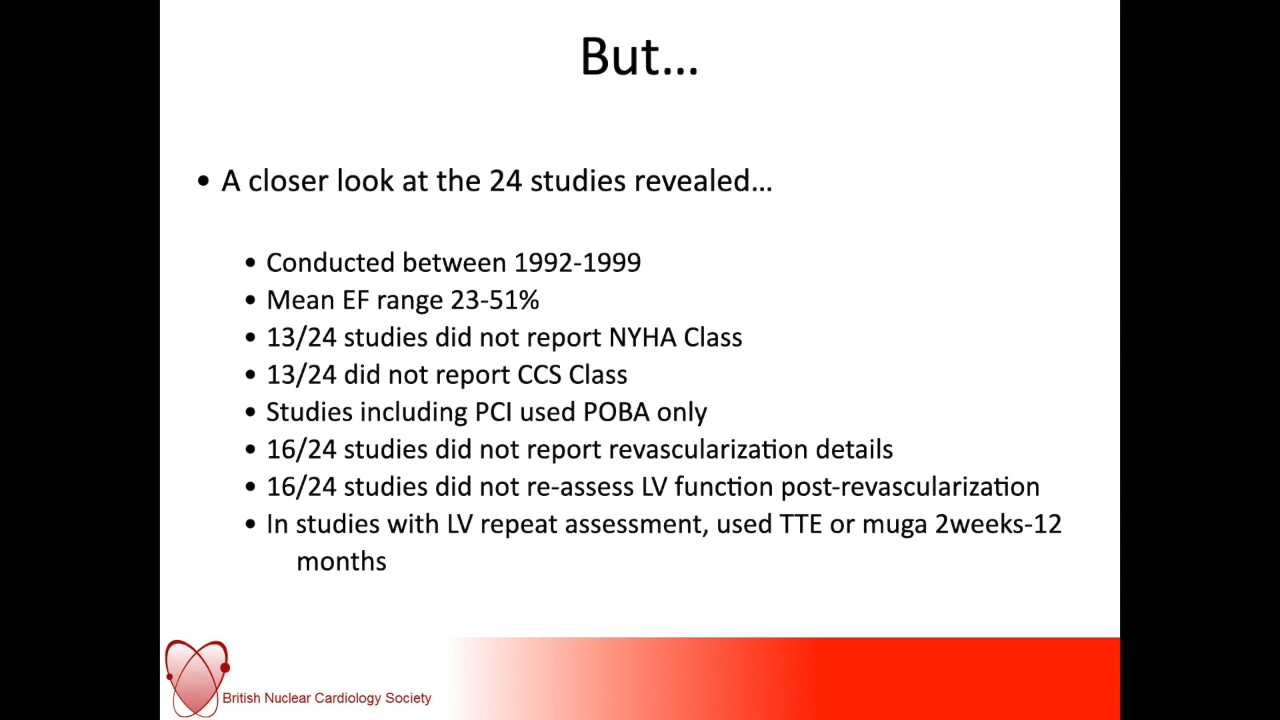 But...
• A closer look at the 24 studies revealed...
• Conducted between 1992-1999
• Mean EF range 23-51%
• 13/24 studies did not report NYHA Class
• 13/24 did not report CCS Class
• Studies including PCI used POBA only
• 16/24 studies did not report revascularization details
• 16/24 studies did not re-assess LV function post-revascularization
• In studies with LV repeat assessment, used TTE or muga 2weeks-12
months
British Nuclear Cardiology Society